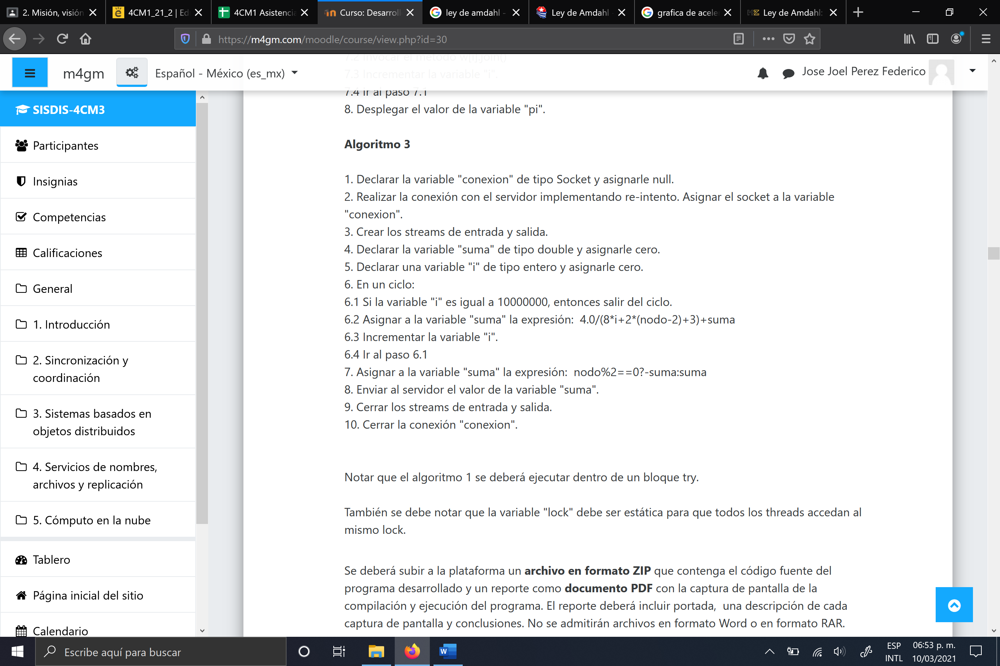 2. Misión, visión
4CM1_21_2 | Ed
4CM1 Asistencia
Curso: Desarroll
ley de amdahl -
Ley de Amdahl
grafica de acele
Ley de Amdahl:
https://m4gm.com/moodle/course/view.php?id=30
m4gm
Español - México (es_mx)
Jose Joel Perez Federico
SISDIS-4CM3
Participantes
Insignias
Competencias
Calificaciones
General
1. Introducción
2. Sincronización y
coordinación
3. Sistemas basados en
objetos distribuidos
4. Servicios de nombres,
archivos y replicación
5. Cómputo en la nube
Tablero
Página inicial del sitio
Calendario
7.2 Invocar el método w[i].join()
7.3 Incrementar la variable "i".
7.4 Ir al paso 7.1
8. Desplegar el valor de la variable "pi".
Algoritmo 3
1. Declarar la variable "conexion" de tipo Socket y asignarle null.
2. Realizar la conexión con el servidor implementando re-intento. Asignar el socket a la variable
"conexion".
3. Crear los streams de entrada y salida.
4. Declarar la variable "suma" de tipo double y asignarle cero.
5. Declarar una variable "i" de tipo entero y asignarle cero.
6. En un ciclo:
6.1 Si la variable "i" es igual a 10000000, entonces salir del ciclo.
6.2 Asignar a la variable "suma" la expresión:  4.0/(8*i+2*(nodo-2)+3)+suma
6.3 Incrementar la variable "i".
6.4 Ir al paso 6.1
7. Asignar a la variable "suma" la expresión:  nodo%2==0?-suma:suma
8. Enviar al servidor el valor de la variable "suma".
9. Cerrar los streams de entrada y salida.
10. Cerrar la conexión "conexion".
Notar que el algoritmo 1 se deberá ejecutar dentro de un bloque try.
También se debe notar que la variable "lock" debe ser estática para que todos los threads accedan al
mismo lock.
Se deberá subir a la plataforma un archivo en formato ZIP que contenga el código fuente del
programa desarrollado y un reporte como documento PDF con la captura de pantalla de la
compilación y ejecución del programa. El reporte deberá incluir portada,  una descripción de cada
captura de pantalla y conclusiones. No se admitirán archivos en formato Word o en formato RAR.
Escribe aquí para buscar
ESP
INTL
06:53 p. m.
10/03/2021